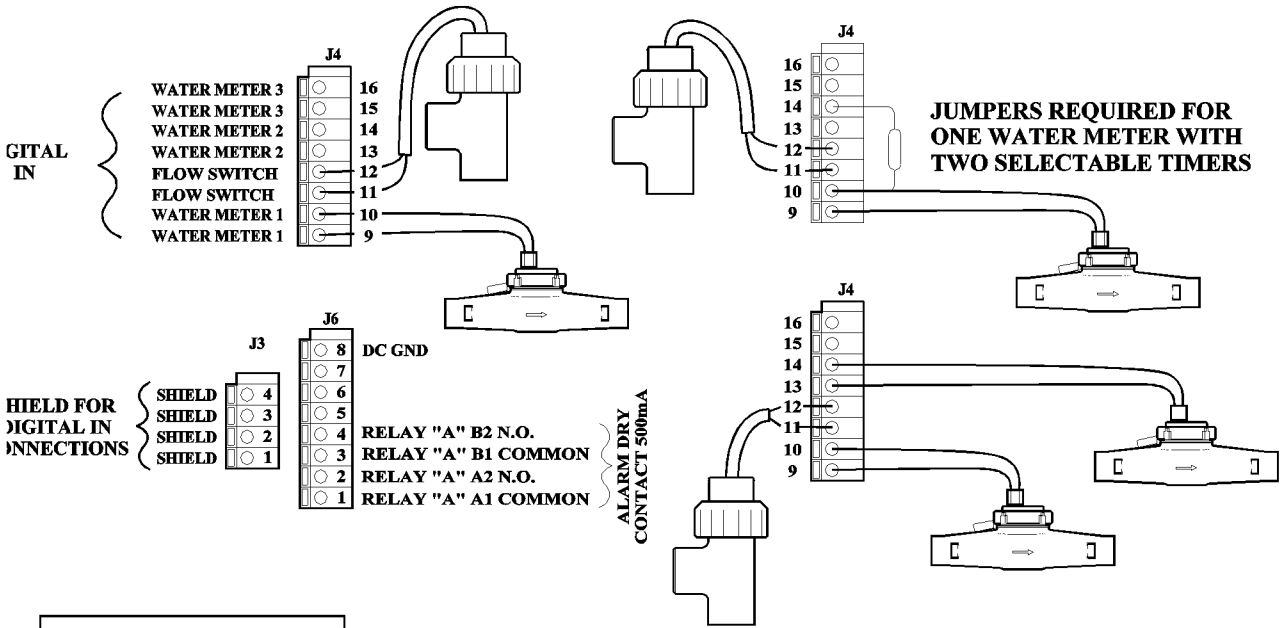 J4
WATER METER 3 16
WATER METER 3 15
WATER METER 2 14
WATER METER 2 13
FLOW SWITCH 12
FLOW SWITCH 11
WATER METER 1 10
WATER METER 1 9
GITAL
IN
J4
16
15
14
13
12
11
10
9
JUMPERS REQUIRED FOR
ONE WATER METER WITH
TWO SELECTABLE TIMERS
J3
HIELD FOR
DIGITAL IN
ONNECTIONS
SHIELD 4
SHIELD 3
SHIELD 2
SHIELD 1
J6
8 DC GND
7
6
5
4 RELAY "A" B2 N.O.
3 RELAY "A" B1 COMMON
2 RELAY "A" A2 N.O.
1 RELAY "A" A1 COMMON
ALARM DRY
CONTACT 500mA
J4
16
15
14
13
12
11
10
9